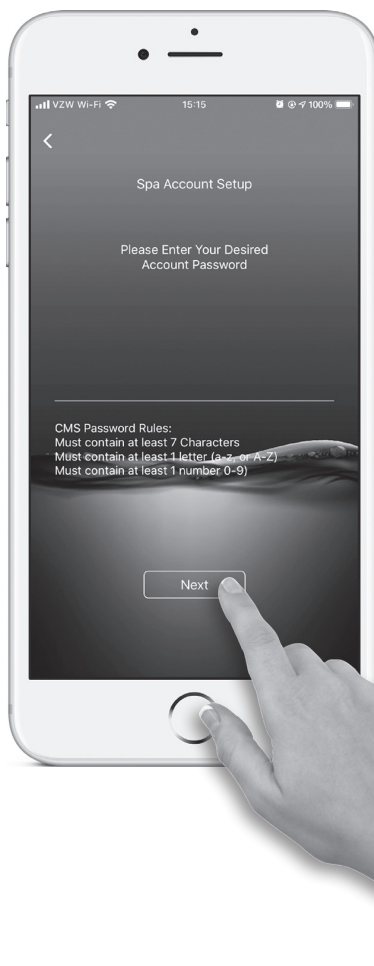 VZW Wi-Fi 15:15 100%
Spa Account Setup
Please Enter Your Desired
Account Password
CMS Password Rules:
Must contain at least 7 Characters
Must contain at least 1 letter (a-z, or A-Z)
Must contain at least 1 number 0-9)
Next